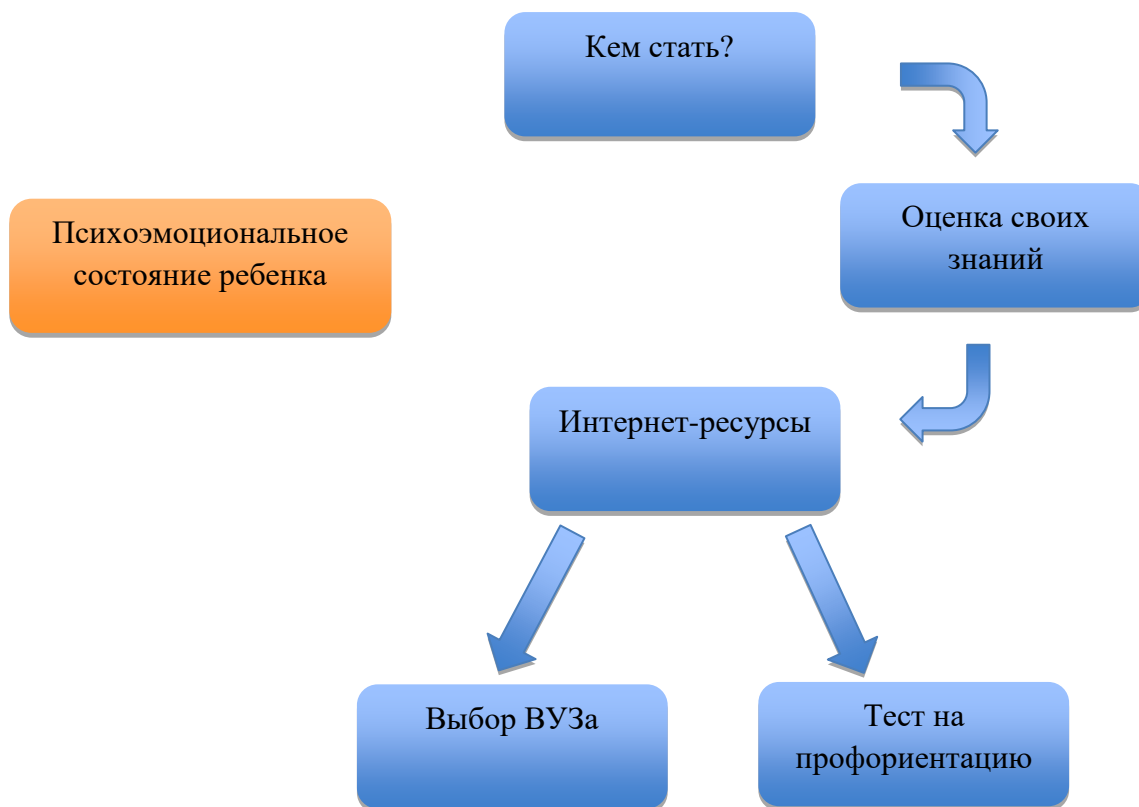 Кем стать?
Оценка своих
знаний
Психоэмоциональное
состояние ребенка
Интернет-ресурсы
Выбор ВУЗа
Тест на
профориентацию